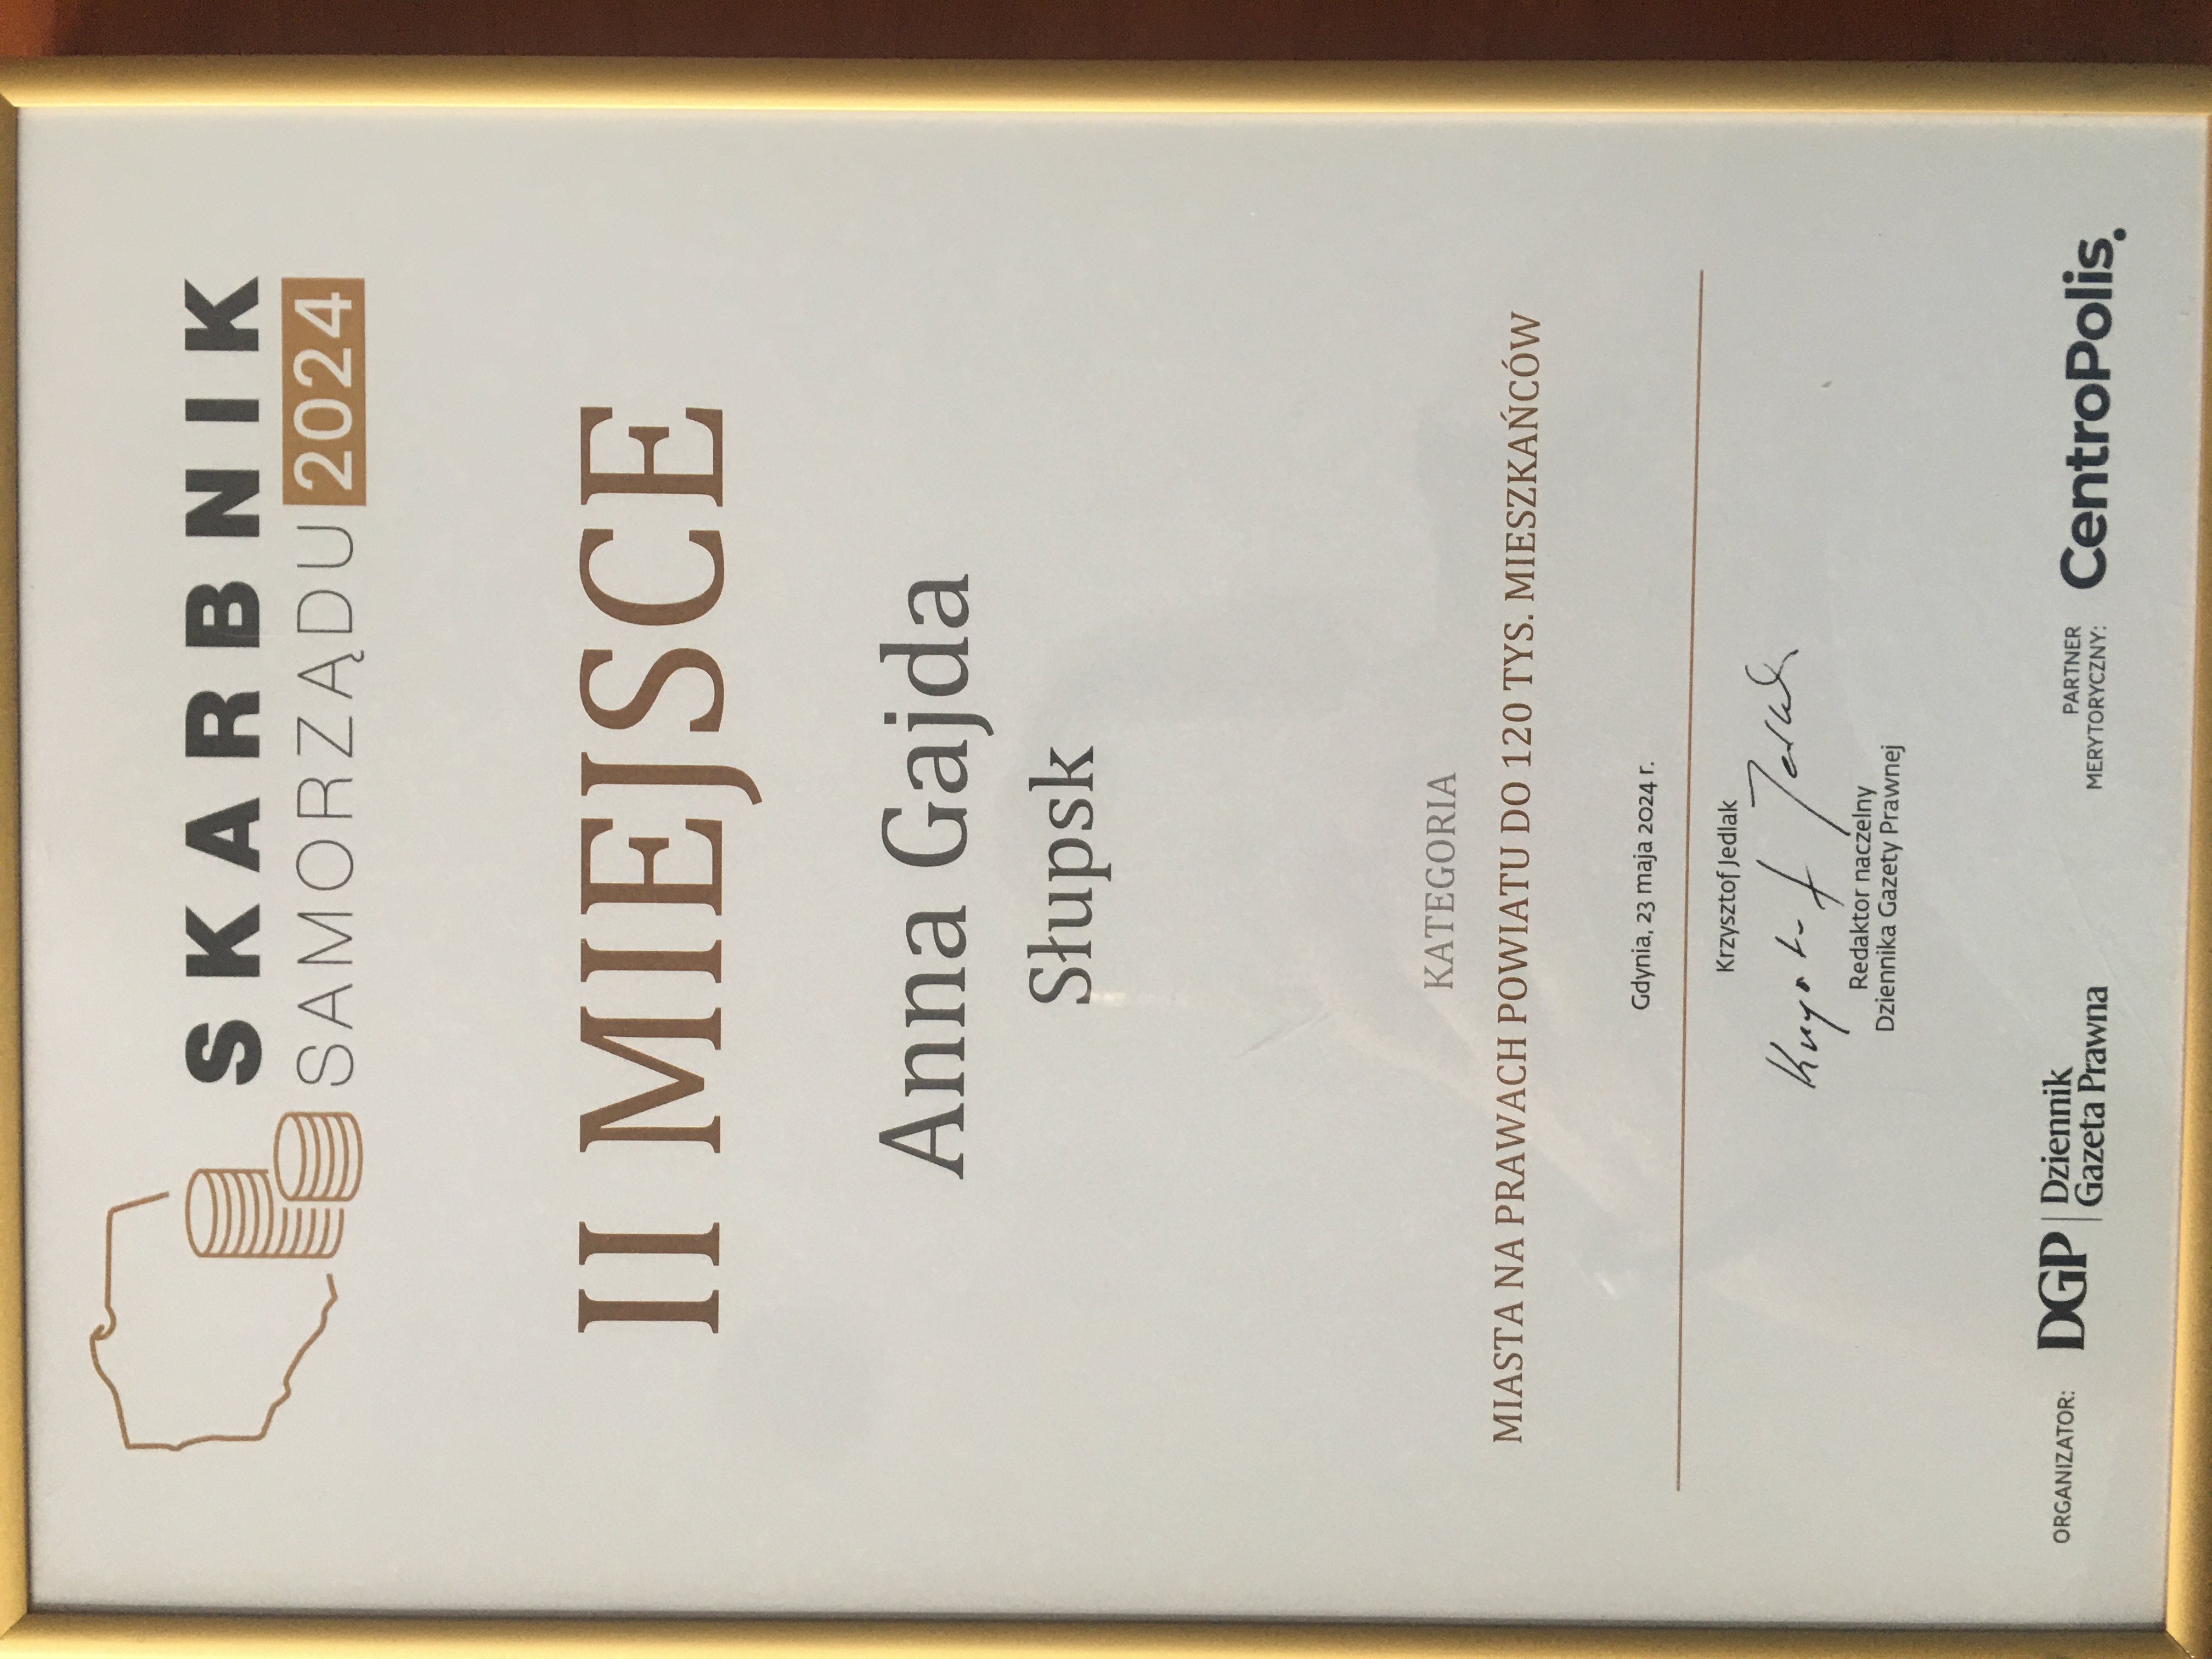 SKARBNIK
SAMORZĄDU 2024
II MIEJSCE
Anna Gajda
Słupsk
KATEGORIA
MIASTA NA PRAWACH POWIATU DO 120 TYS. MIESZKAŃCÓW
Gdynia, 23 maja 2024 r.
Krzysztof Jedlak
Redaktor naczelny
Dziennika Gazety Prawnej
ORGANIZATOR:
DGP | Dziennik
Gazeta Prawna
PARTNER
MERYTORYCZNY:
CentroPolis.